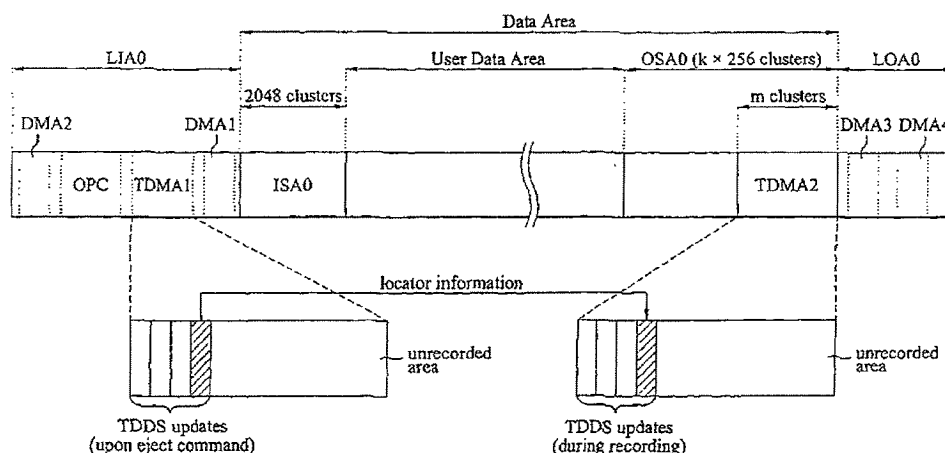 Data Area
LIA0
User Data Area
OSA0 (k × 256 clusters)
LOA0
2048 clusters
m clusters
DMA2
DMA1
DMA3
DMA4
OPC
TDMA1
ISA0
TDMA2
locator information
unrecorded
area
unrecorded
area
TDDS updates
(upon eject command)
TDDS updates
(during recording)